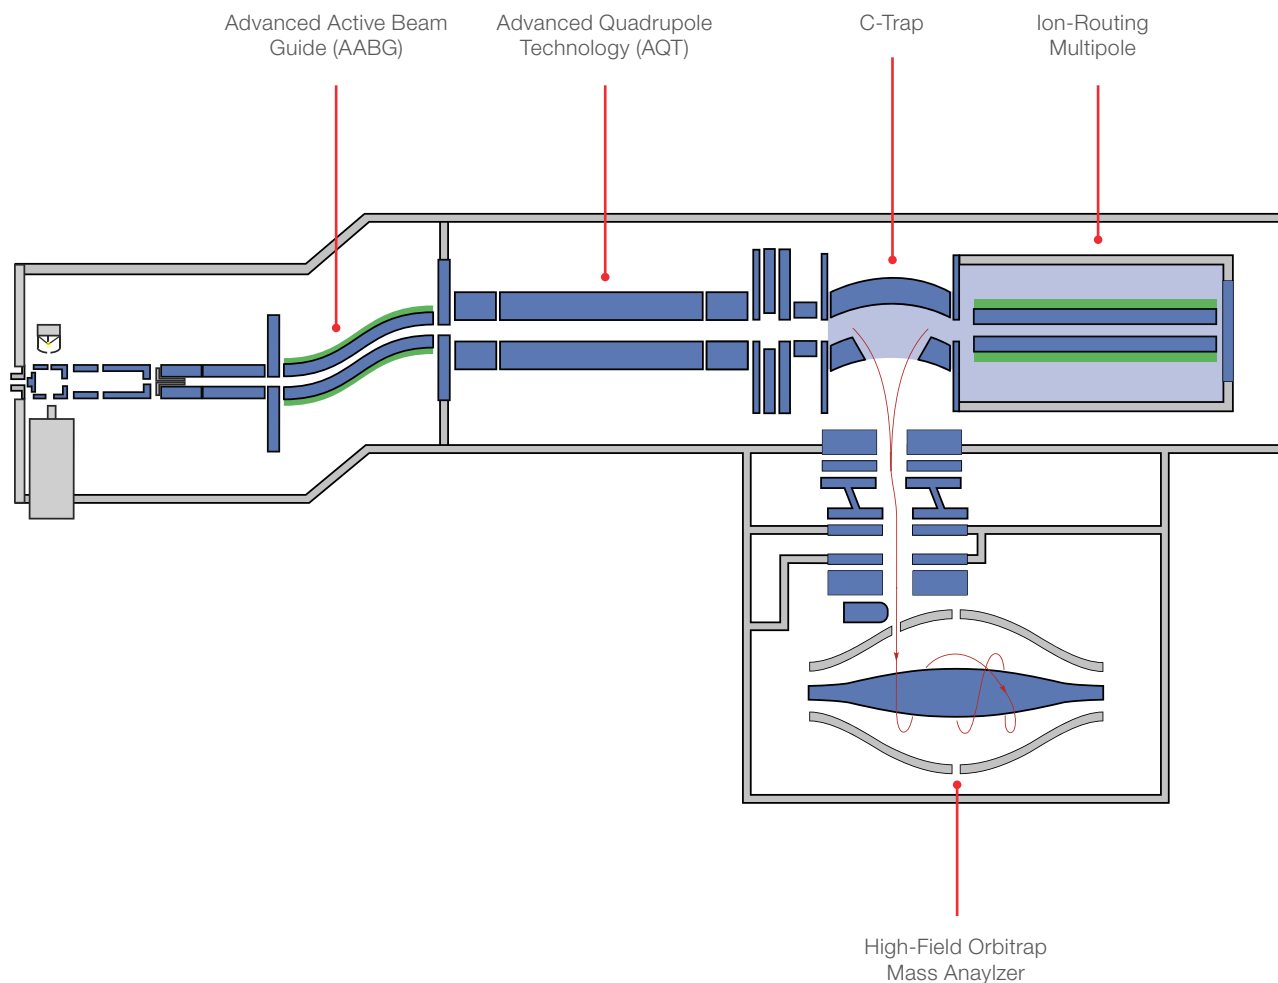 Advanced Active Beam
Guide (AABG)
Advanced Quadrupole
Technology (AQT)
C-Trap
Ion-Routing
Multipole
High-Field Orbitrap
Mass Anaylzer